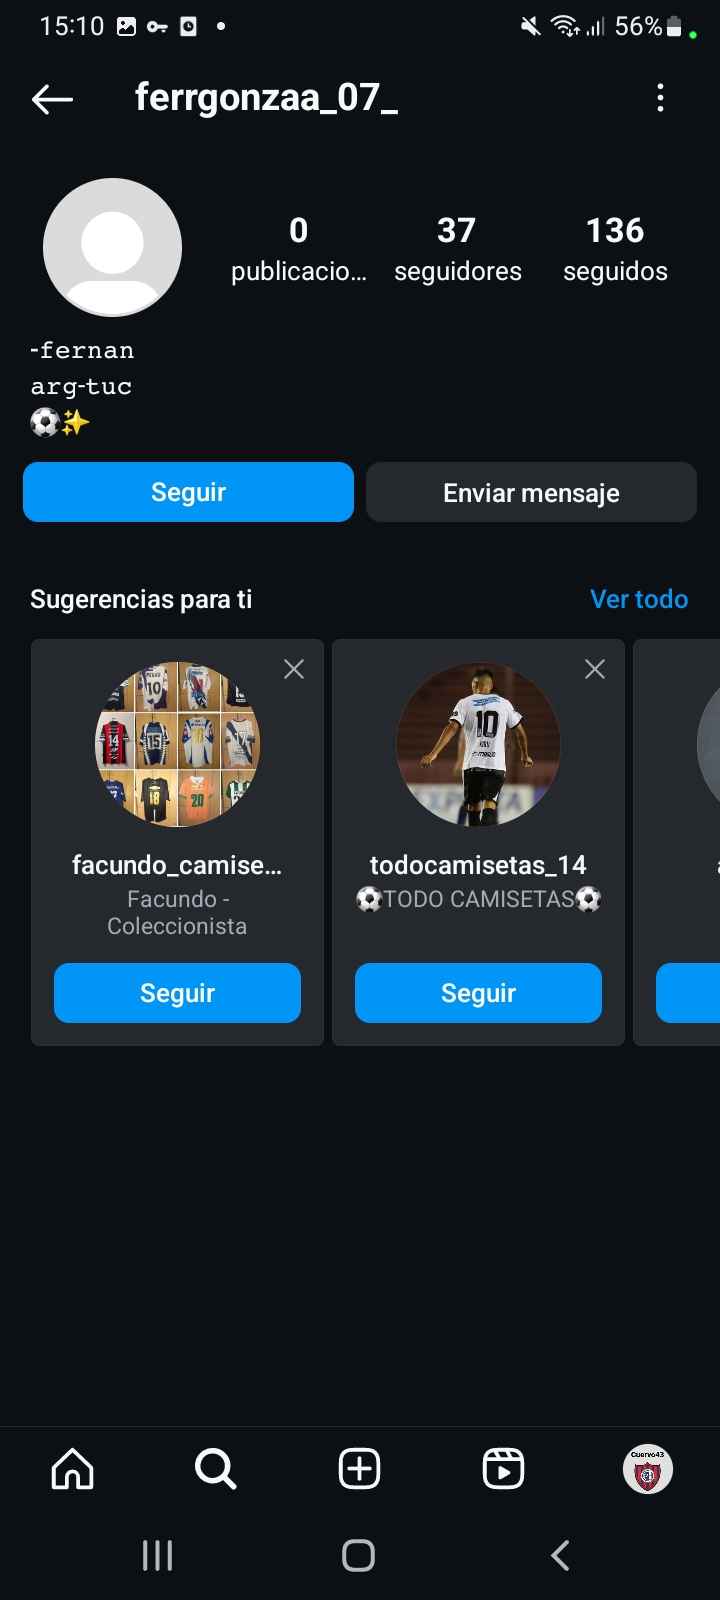 15:10
56%
ferrgonzaa_07_
0
37
136
publicacio...
seguidores
seguidos
-fernan
arg-tuc
⚽✨
Seguir
Enviar mensaje
Sugerencias para ti
Ver todo
facundo_camise...
Facundo -
Coleccionista
Seguir
todocamisetas_14
⚽TODO CAMISETAS⚽
Seguir
Cuervo43